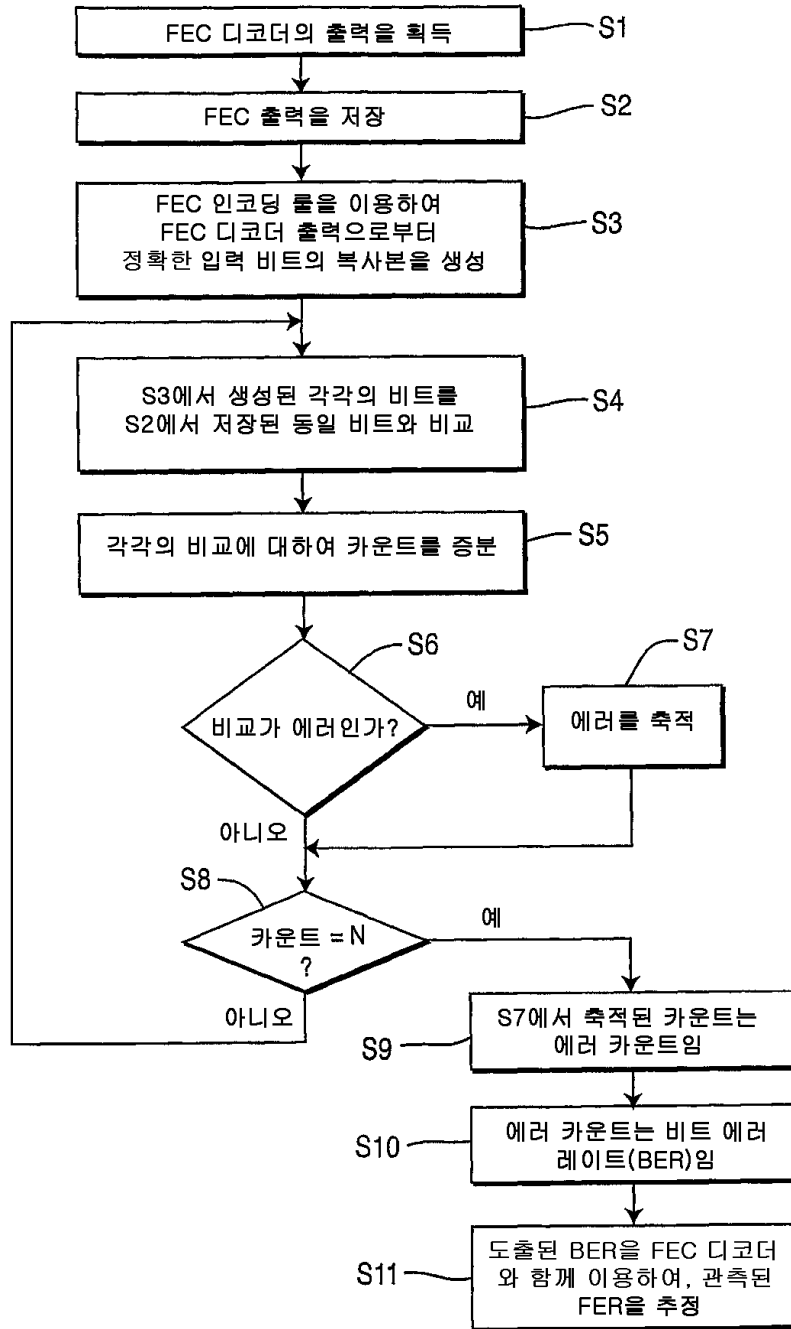 FEC 디코더의 출력을 획득
S1
FEC 출력을 저장
S2
FEC 인코딩 룰을 이용하여
FEC 디코더 출력으로부터
정확한 입력 비트의 복사본을 생성
S3
S3에서 생성된 각각의 비트를
S2에서 저장된 동일 비트와 비교
S4
각각의 비교에 대하여 카운트를 증분
S5
S6
비교가 에러인가?
예
S7
에러를 축적
아니오
S8
카운트 = N
?
예
아니오
S7에서 축적된 카운트는
에러 카운트임
S9
에러 카운트는 비트 에러
레이트(BER)임
S10
도출된 BER을 FEC 디코더
와 함께 이용하여, 관측된
FER을 추정
S11